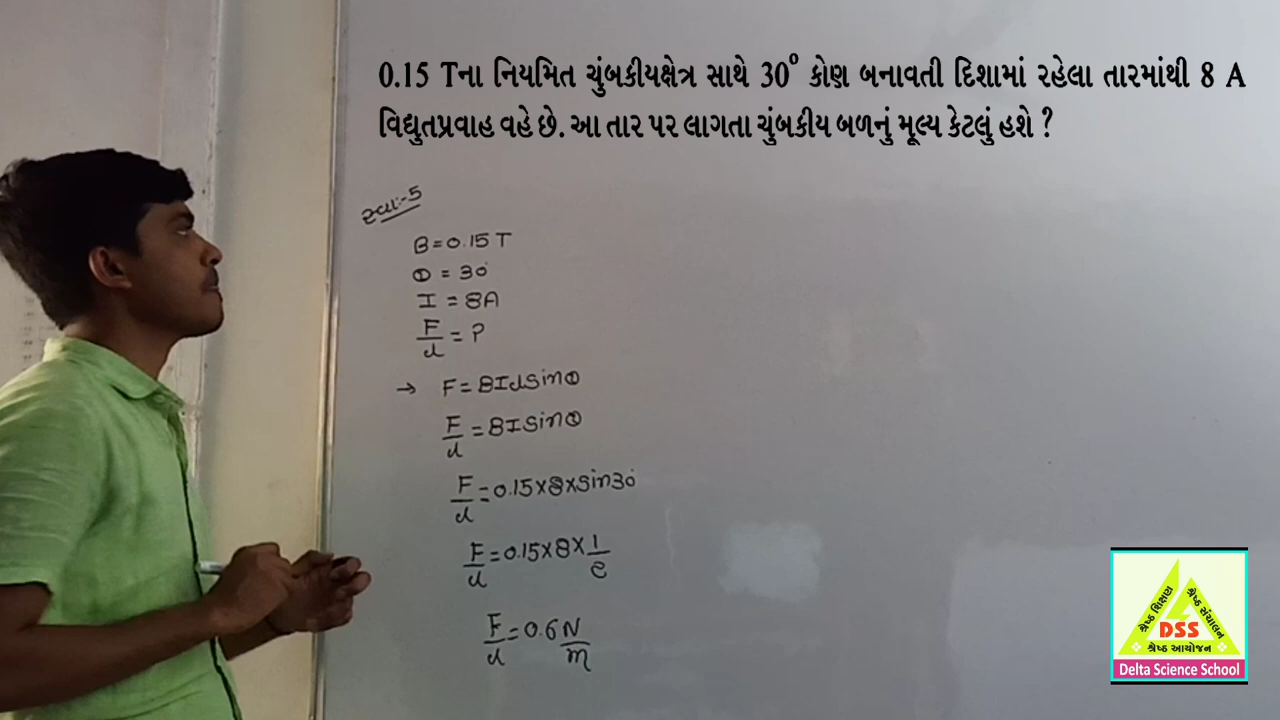 0.15 Tના નિયમિત ચુંબકીયક્ષેત્ર સાથે 30° કોણ બનાવતી દિશામાં રહેલા તારમાંથી 8 A
વિદ્યુતપ્રવાહ વહે છે. આ તાર પર લાગતા ચુંબકીય બળનું મૂલ્ય કેટલું હશે ?
સ્વાઃ-5
B = 0.15 T
θ = 30°
I = 8A
F/l = ?
→ F = BIlsinθ
F/l = BIsinθ
F/l = 0.15×8×sin30°
F/l = 0.15×8×1/2
F/l = 0.6 N/m
શ્રેષ્ઠ શિક્ષણ
શ્રેષ્ઠ સંચાલન
DSS
શ્રેષ્ઠ આયોજન
Delta Science School